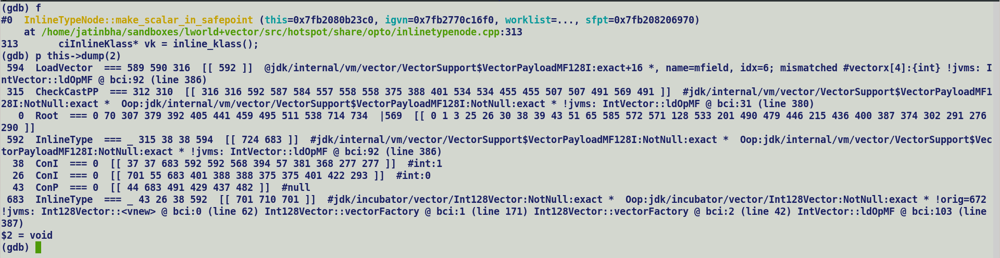 (gdb) f
#0  InlineTypeNode::make_scalar_in_safepoint (this=0x7fb2080b23c0, igvn=0x7fb2770c16f0, worklist=..., sfpt=0x7fb208206970)
    at /home/jatinbha/sandboxes/lworld+vector/src/hotspot/share/opto/inlinetypenode.cpp:313
313       ciInlineKlass* vk = inline_klass();
(gdb) p this->dump(2)
 594  LoadVector  === 589 590 316  [[ 592 ]]  @jdk/internal/vm/vector/VectorSupport$VectorPayloadMF128I:exact+16 *, name=mfield, idx=6; mismatched #vectorx[4]:{int} !jvms: I
ntVector::ldOpMF @ bci:92 (line 386)
 315  CheckCastPP  === 312 310  [[ 316 316 592 587 584 557 558 558 375 388 401 534 534 455 455 507 507 491 569 491 ]]  #jdk/internal/vm/vector/VectorSupport$VectorPayloadMF1
28I:NotNull:exact *  Oop:jdk/internal/vm/vector/VectorSupport$VectorPayloadMF128I:NotNull:exact * !jvms: IntVector::ldOpMF @ bci:31 (line 380)
   0  Root  === 0 70 307 379 392 405 441 459 495 511 538 714 734  |569  [[ 0 1 3 25 26 30 38 39 43 51 65 585 572 571 128 533 201 490 479 446 215 436 400 387 374 302 291 276
290 ]]
 592  InlineType  === _ 315 38 38 594  [[ 724 683 ]]  #jdk/internal/vm/vector/VectorSupport$VectorPayloadMF128I:NotNull:exact *  Oop:jdk/internal/vm/vector/VectorSupport$Vec
torPayloadMF128I:NotNull:exact * !jvms: IntVector::ldOpMF @ bci:92 (line 386)
  38  ConI  === 0  [[ 37 37 683 592 592 568 394 57 381 368 277 277 ]]  #int:1
  26  ConI  === 0  [[ 701 55 683 401 388 388 375 375 401 422 293 ]]  #int:0
  43  ConP  === 0  [[ 44 683 491 429 437 482 ]]  #null
 683  InlineType  === _ 43 26 38 592  [[ 701 710 701 ]]  #jdk/incubator/vector/Int128Vector:NotNull:exact *  Oop:jdk/incubator/vector/Int128Vector:NotNull:exact * !orig=672
!jvms: Int128Vector::<vnew> @ bci:0 (line 62) Int128Vector::vectorFactory @ bci:1 (line 171) Int128Vector::vectorFactory @ bci:2 (line 42) IntVector::ldOpMF @ bci:103 (line
387)
$2 = void
(gdb)